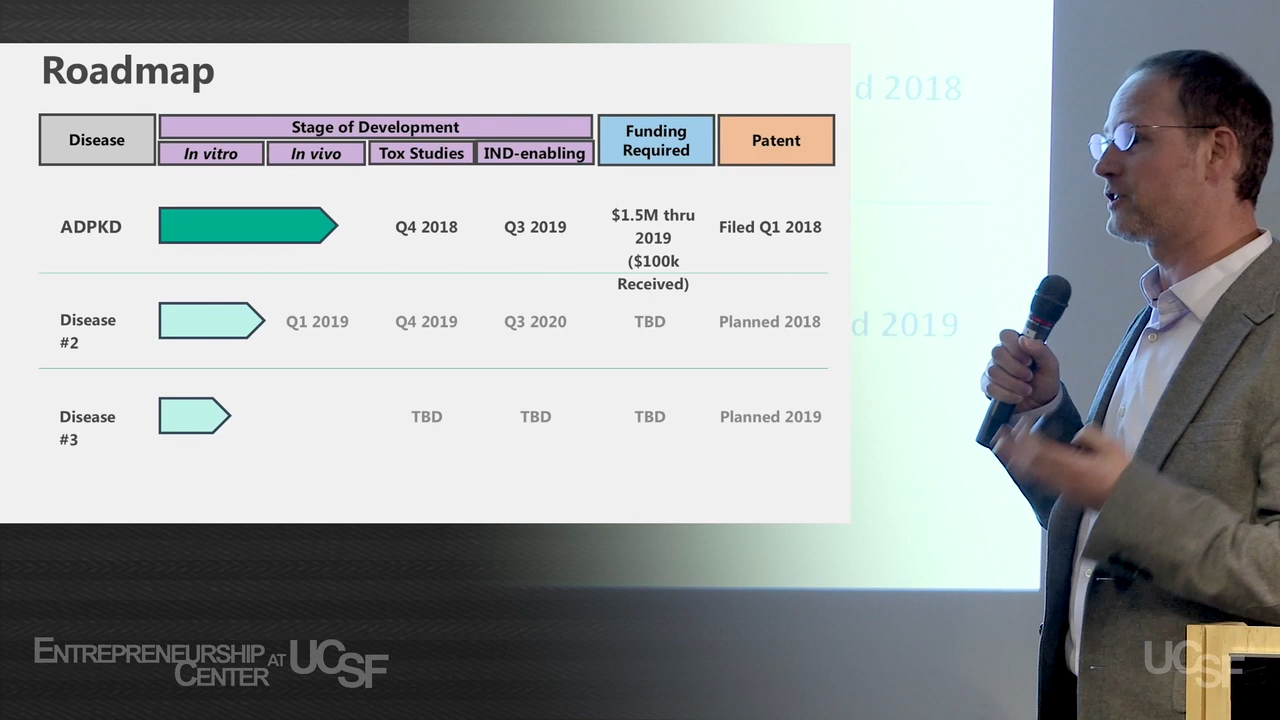 Roadmap
Disease
Stage of Development
Funding
Required
Patent
In vitro
In vivo
Tox Studies
IND-enabling
ADPKD
Q4 2018
Q3 2019
$1.5M thru
2019
($100k
Received)
Filed Q1 2018
Disease
#2
Q1 2019
Q4 2019
Q3 2020
TBD
Planned 2018
Disease
#3
TBD
TBD
TBD
Planned 2019
d 2018
d 2019
ENTREPRENEURSHIP AT UCSF
CENTER
UCSF